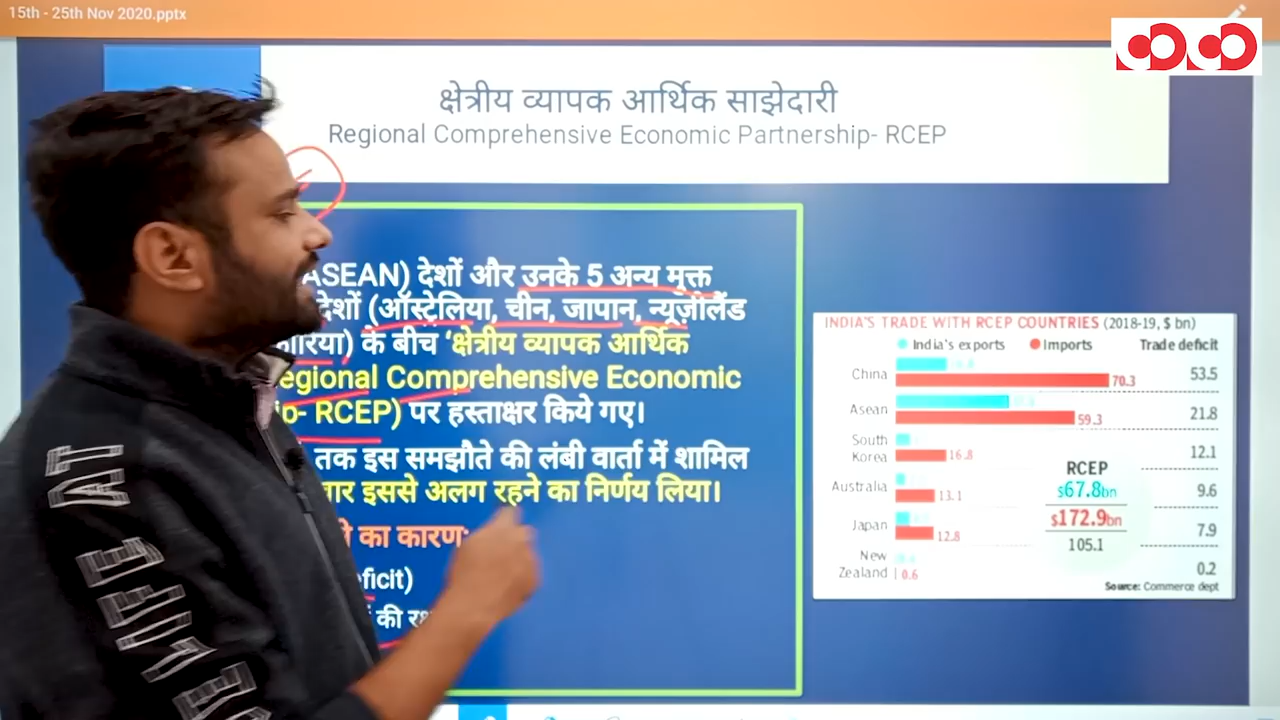 15th - 25th Nov 2020.pptx
क्षेत्रीय व्यापक आर्थिक साझेदारी
Regional Comprehensive Economic Partnership- RCEP
ASEAN) देशों और उनके 5 अन्य मुक्त
देशों (ऑस्ट्रेलिया, चीन, जापान, न्यूज़ीलैंड
के बीच 'क्षेत्रीय व्यापक आर्थिक
egional Comprehensive Economic
p- RCEP) पर हस्ताक्षर किये गए।
तक इस समझौते की लंबी वार्ता में शामिल
इससे अलग रहने का निर्णय लिया।
का कारण:
ficit)
की
INDIA'S TRADE WITH RCEP COUNTRIES (2018-19, $ bn)
India's exports Imports Trade deficit
China 70.3 53.5
Asean 59.3 21.8
South Korea 16.8 12.1
Australia 13.1 9.6
Japan 12.8 7.9
New Zealand 0.6 0.2
RCEP
$67.8bn
$172.9bn
105.1
Source: Commerce dept